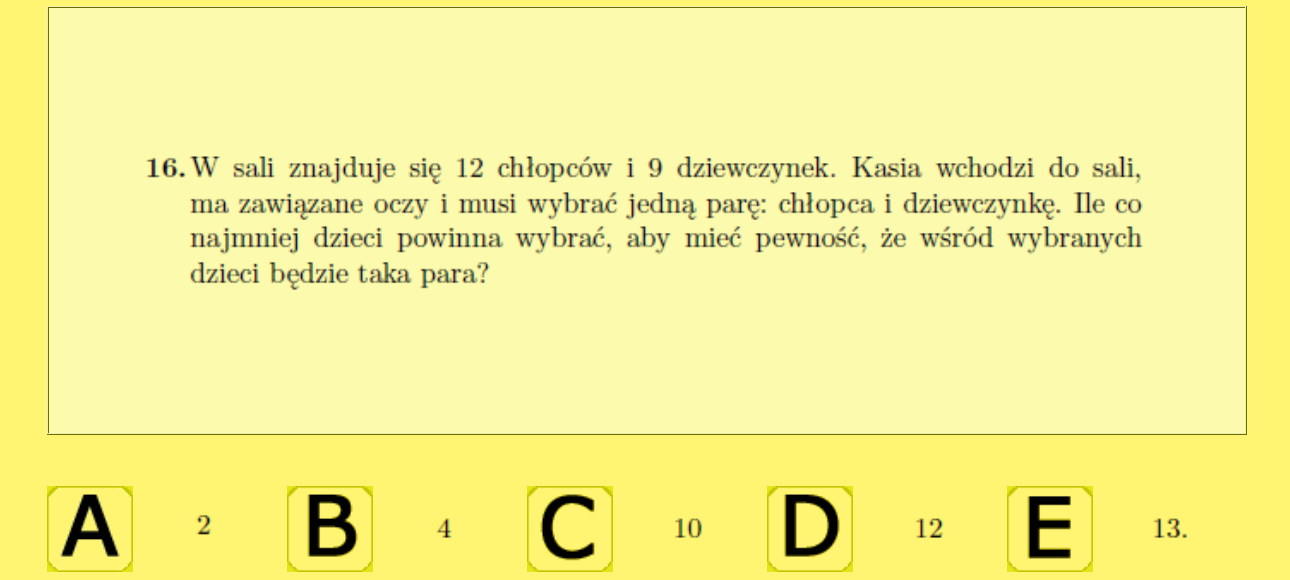 16. W sali znajduje się 12 chłopców i 9 dziewczynek. Kasia wchodzi do sali,
ma zawiązane oczy i musi wybrać jedną parę: chłopca i dziewczynkę. Ile co
najmniej dzieci powinna wybrać, aby mieć pewność, że wśród wybranych
dzieci będzie taka para?
A 2 B 4 C 10 D 12 E 13.